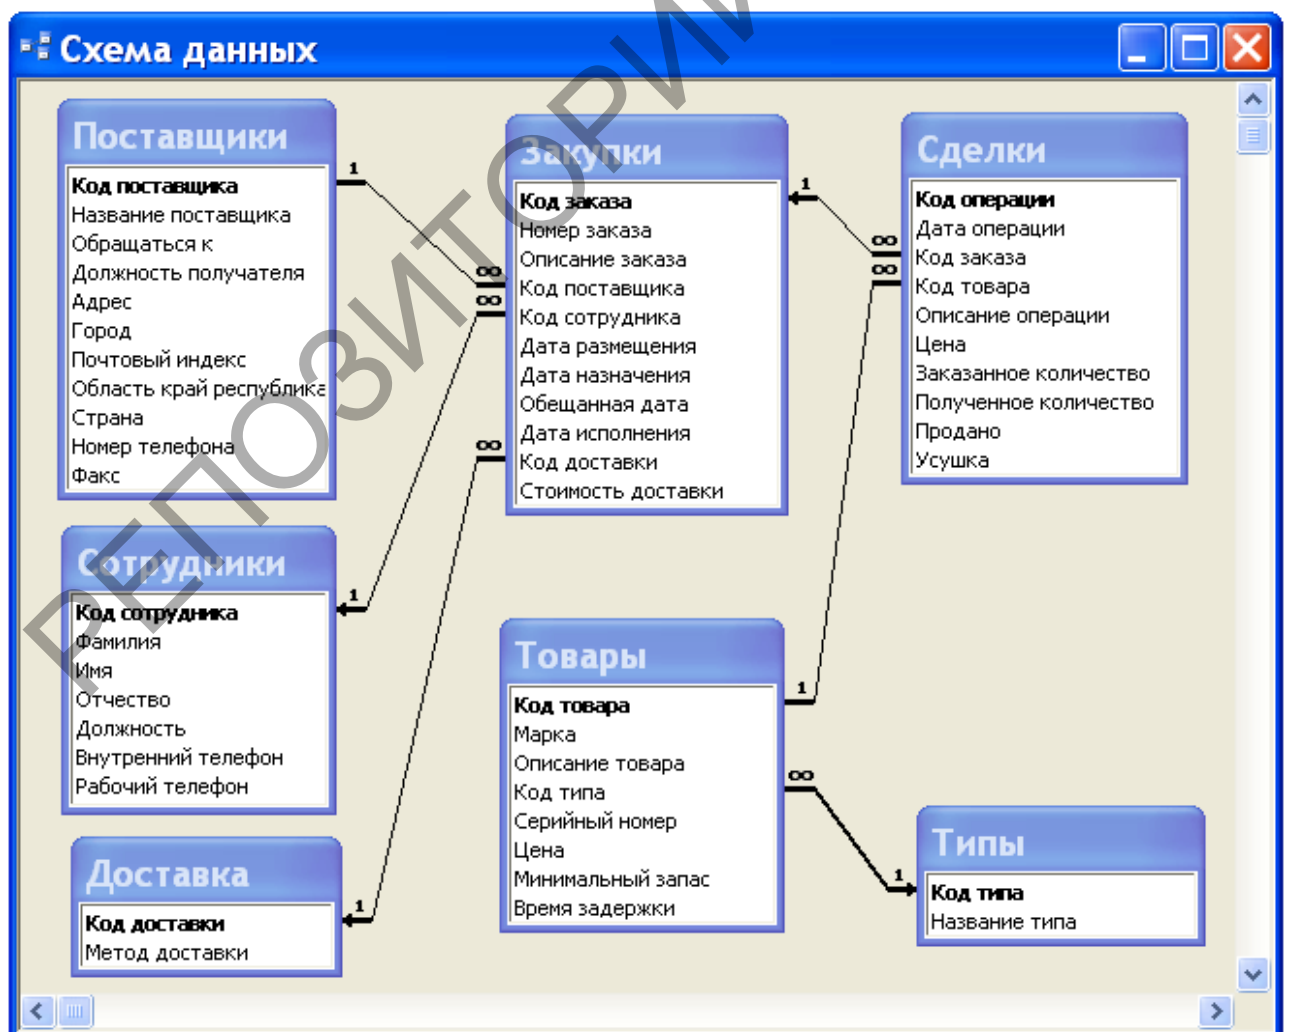 Схема данных
Поставщики
Код поставщика
Название поставщика
Обращаться к
Должность получателя
Адрес
Город
Почтовый индекс
Область край республика
Страна
Номер телефона
Факс
Закупки
Код заказа
Номер заказа
Описание заказа
Код поставщика
Код сотрудника
Дата размещения
Дата назначения
Обещанная дата
Дата исполнения
Код доставки
Стоимость доставки
Сделки
Код операции
Дата операции
Код заказа
Код товара
Описание операции
Цена
Заказанное количество
Полученное количество
Продано
Усушка
Сотрудники
Код сотрудника
Фамилия
Имя
Отчество
Должность
Внутренний телефон
Рабочий телефон
Товары
Код товара
Марка
Описание товара
Код типа
Серийный номер
Цена
Минимальный запас
Время задержки
Доставка
Код доставки
Метод доставки
Типы
Код типа
Название типа
1
∞
∞
∞
1
∞
∞
1
1
1
∞
1
РЕПОЗИТОРИЙ